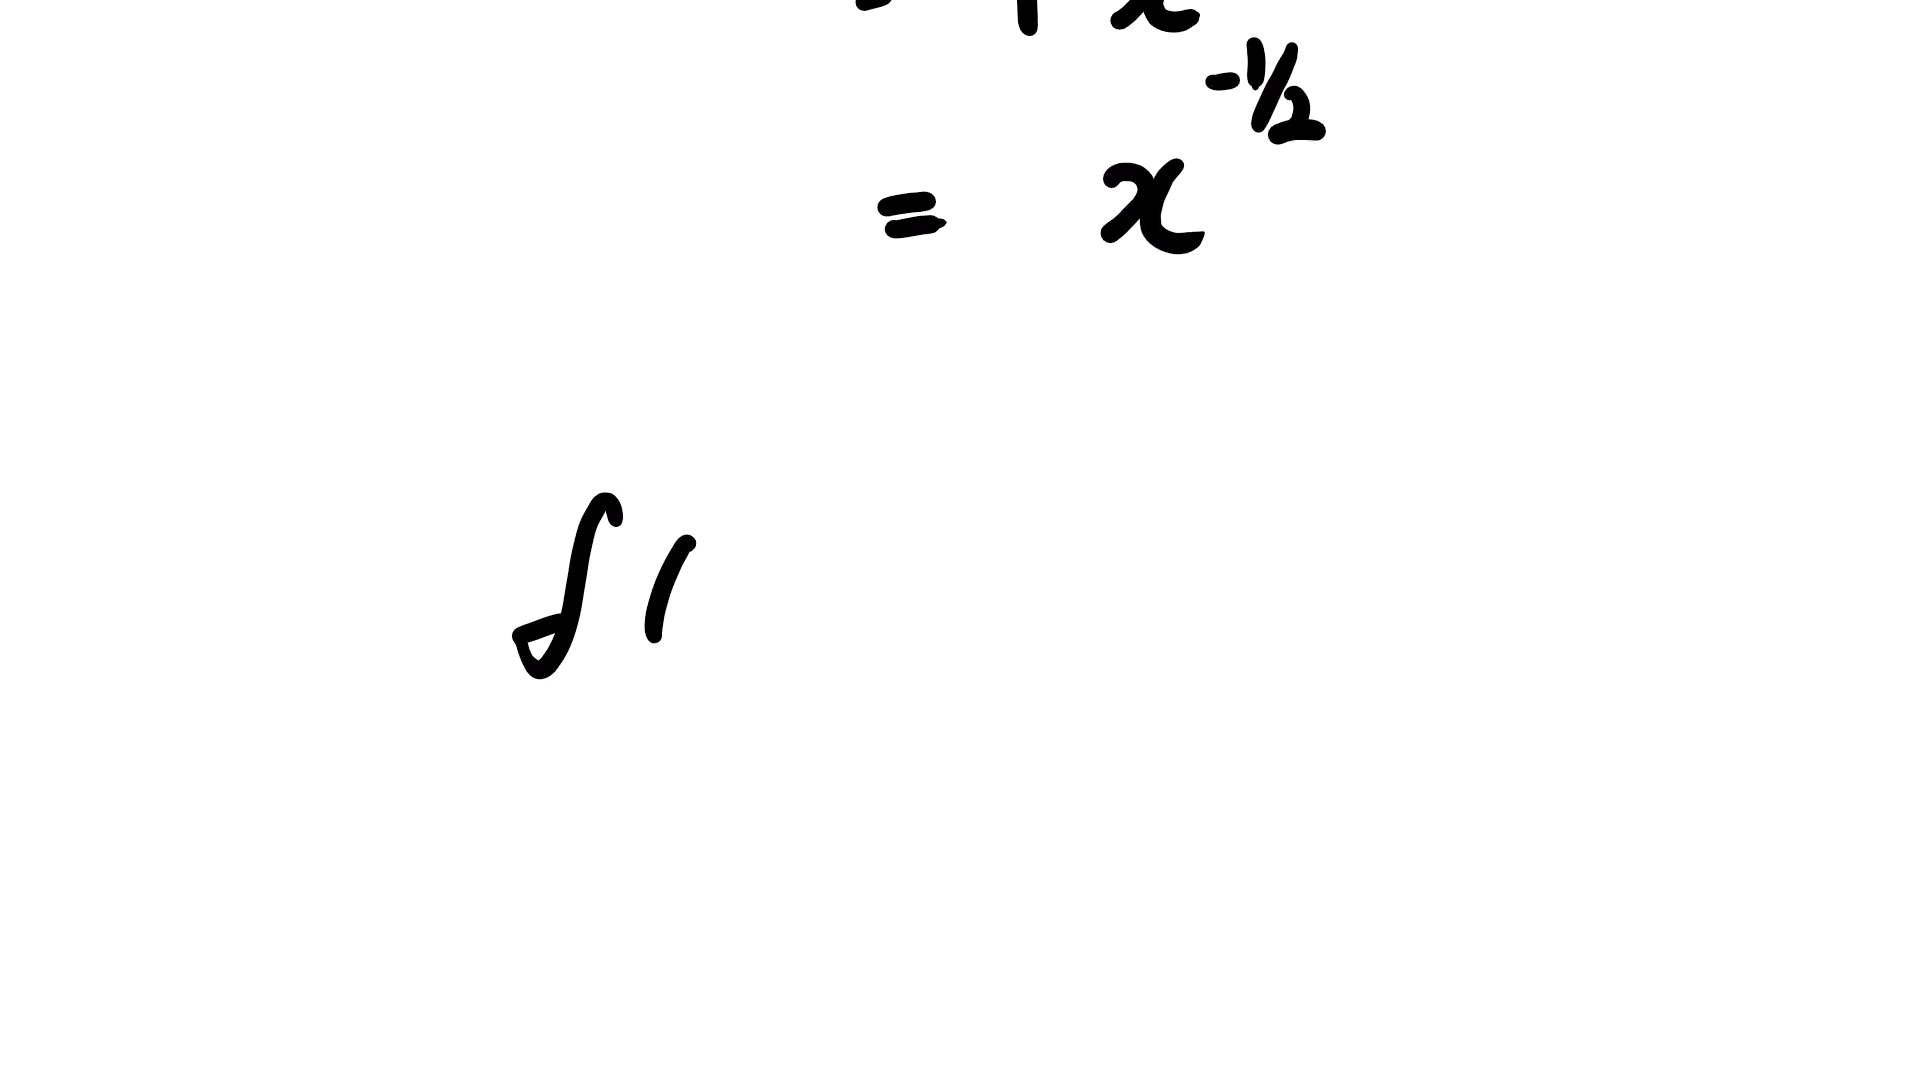 = x^{-1/2}
∫ (